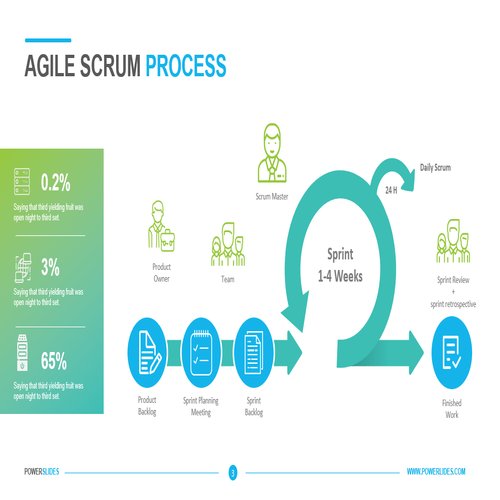 AGILE SCRUM PROCESS
0.2%
Saying that third yielding fruit was
open night to third set.
3%
Saying that third yielding fruit was
open night to third set.
65%
Saying that third yielding fruit was
open night to third set.
Product
Owner
Team
Scrum Master
Sprint
1-4 Weeks
24 H
Daily Scrum
Sprint Review
+
sprint retrospective
Product
Backlog
Sprint Planning
Meeting
Sprint
Backlog
Finished
Work
POWERSLIDES
3
WWW.POWERLIDES.COM